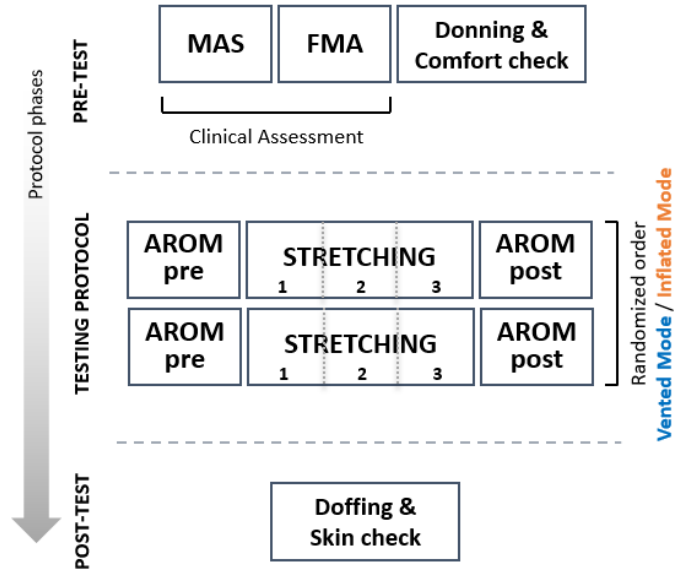 Protocol phases
PRE-TEST
MAS
FMA
Donning &
Comfort check
Clinical Assessment
TESTING PROTOCOL
AROM
pre
STRETCHING
1 2 3
AROM
post
AROM
pre
STRETCHING
1 2 3
AROM
post
Randomized order
Vented Mode / Inflated Mode
POST-TEST
Doffing &
Skin check